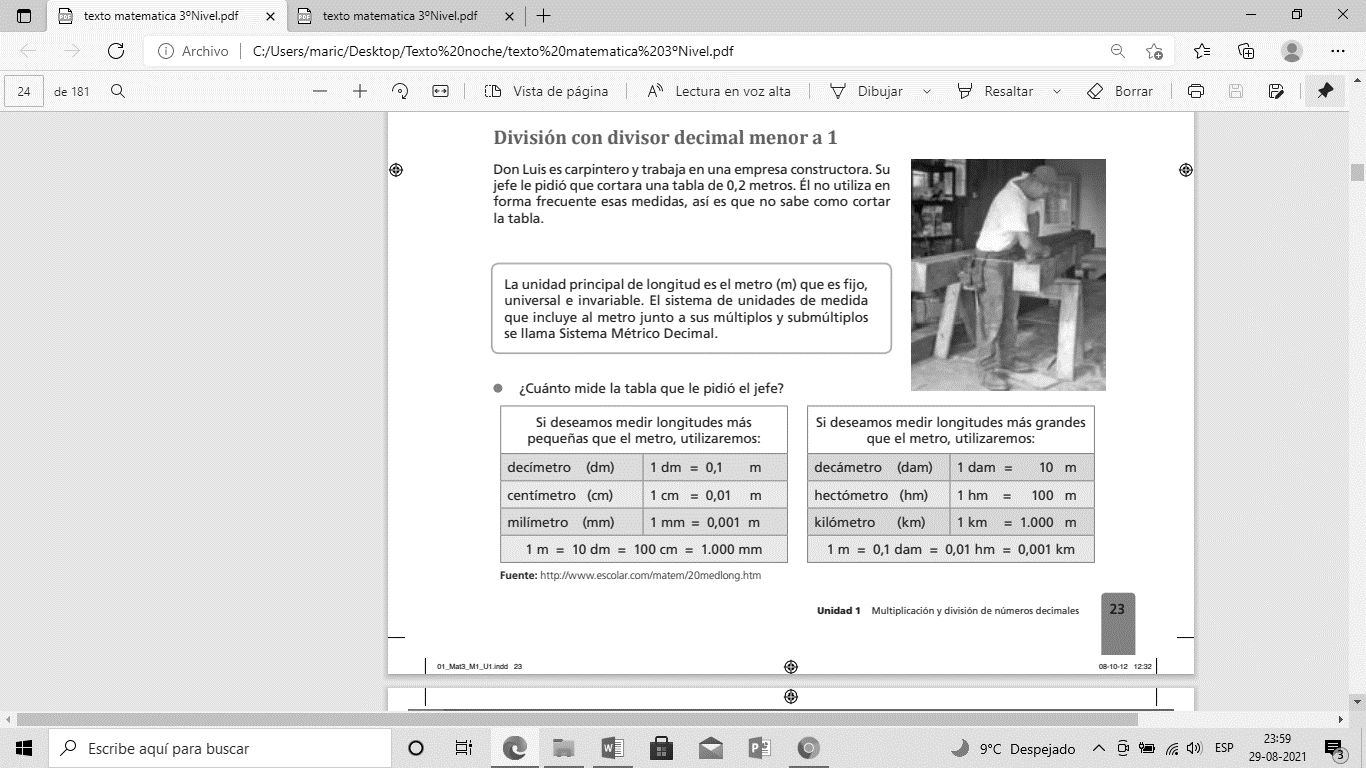 texto matematica 3ºNivel.pdf
texto matematica 3ºNivel.pdf
Archivo
C:/Users/maric/Desktop/Texto%20noche/texto%20matematica%203ºNivel.pdf
24 de 181
Vista de página
Lectura en voz alta
Dibujar
Resaltar
Borrar
División con divisor decimal menor a 1
Don Luis es carpintero y trabaja en una empresa constructora. Su
jefe le pidió que cortara una tabla de 0,2 metros. Él no utiliza en
forma frecuente esas medidas, así es que no sabe como cortar
la tabla.
La unidad principal de longitud es el metro (m) que es fijo,
universal e invariable. El sistema de unidades de medida
que incluye al metro junto a sus múltiplos y submúltiplos
se llama Sistema Métrico Decimal.
¿Cuánto mide la tabla que le pidió el jefe?
Si deseamos medir longitudes más
pequeñas que el metro, utilizaremos:
decímetro (dm) 1 dm = 0,1 m
centímetro (cm) 1 cm = 0,01 m
milímetro (mm) 1 mm = 0,001 m
1 m = 10 dm = 100 cm = 1.000 mm
Si deseamos medir longitudes más grandes
que el metro, utilizaremos:
decámetro (dam) 1 dam = 10 m
hectómetro (hm) 1 hm = 100 m
kilómetro (km) 1 km = 1.000 m
1 m = 0,1 dam = 0,01 hm = 0,001 km
Fuente: http://www.escolar.com/matem/20medlong.htm
Unidad 1 Multiplicación y división de números decimales
23
01_Mat3_M1_U1.indd 23
08-10-12 12:32
Escribe aquí para buscar
9°C Despejado
ESP
23:59
29-08-2021
3